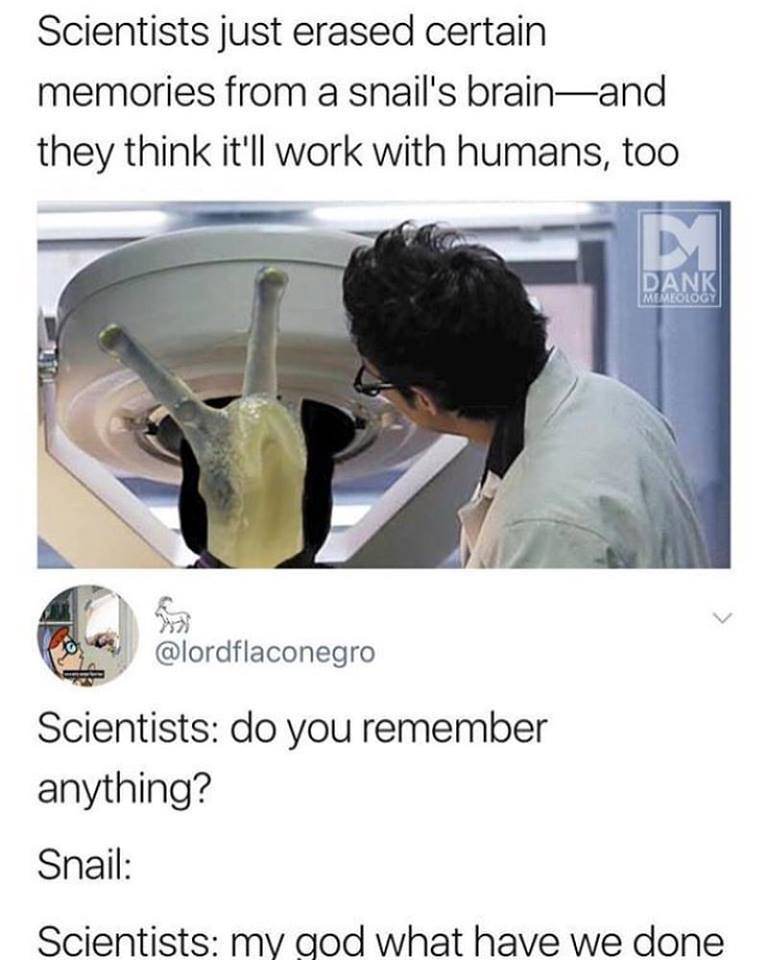 Scientists just erased certain
memories from a snail's brain—and
they think it'll work with humans, too
DM
DANK
MEMEOLOGY
@lordflaconegro
Scientists: do you remember
anything?
Snail:
Scientists: my god what have we done